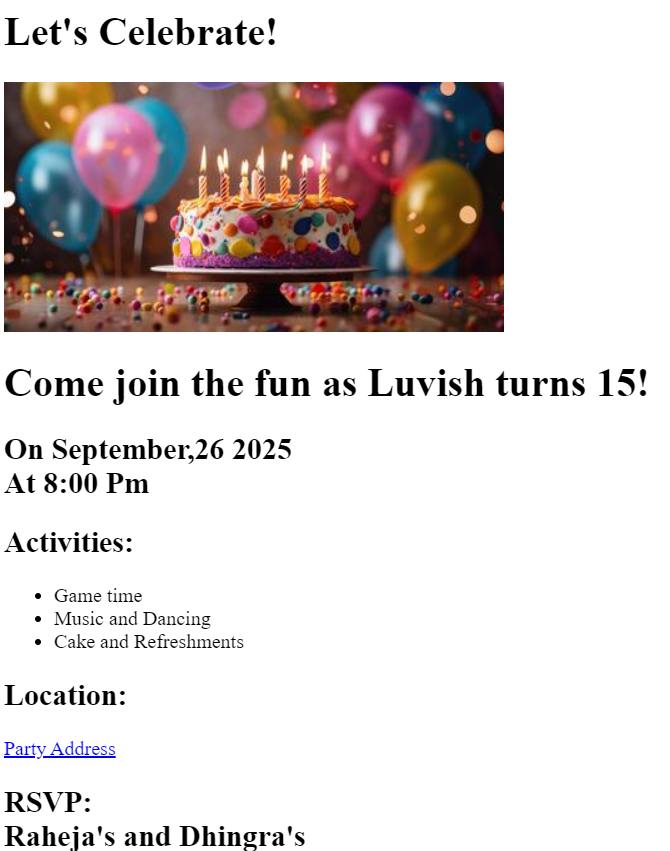 Let's Celebrate!
Come join the fun as Luvish turns 15!
On September,26 2025
At 8:00 Pm
Activities:
Game time
Music and Dancing
Cake and Refreshments
Location:
Party Address
RSVP:
Raheja's and Dhingra's